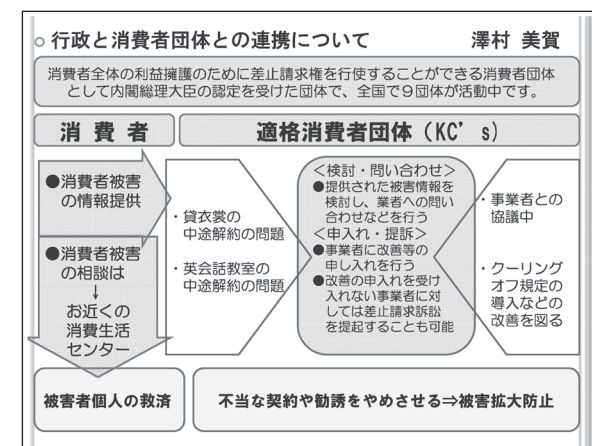 ○ 行政と消費者団体との連携について　澤村 美賀
消費者全体の利益擁護のために差止請求権を行使することができる消費者団体
として内閣総理大臣の認定を受けた団体で、全国で９団体が活動中です。
消 費 者
適格消費者団体（KC’s）
●消費者被害
の情報提供
●消費者被害
の相談は
↓
お近くの
消費生活
センター
・貸衣裳の
中途解約の問題
・英会話教室の
中途解約の問題
＜検討・問い合わせ＞
●提供された被害情報を
検討し、業者への問い
合わせなどを行う
＜申入れ・提訴＞
●事業者に改善等の
申し入れを行う
●改善の申入れを受け
入れない事業者に対
しては差止請求訴訟
を提起することも可能
・事業者との
協議中
・クーリング
オフ規定の
導入などの
改善を図る
被害者個人の救済
不当な契約や勧誘をやめさせる⇒被害拡大防止